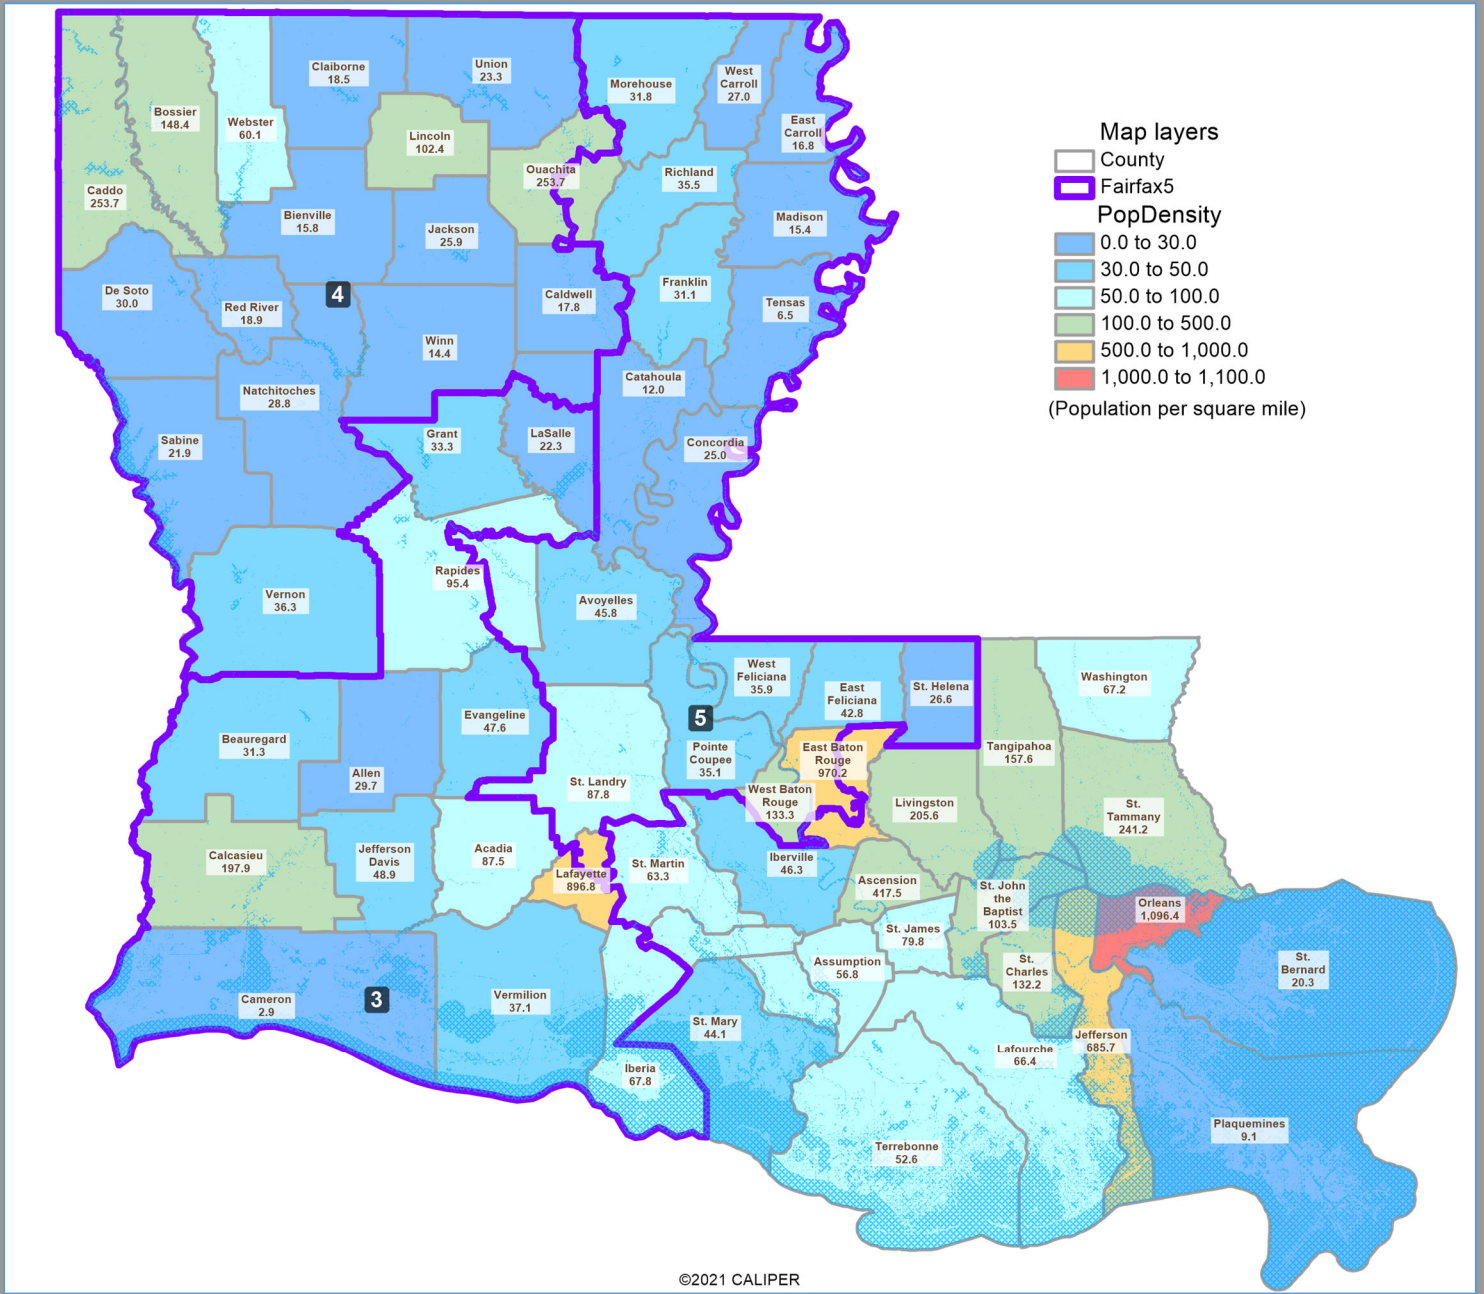 Claiborne
18.5
Union
23.3
Morehouse
31.8
West
Carroll
27.0
Bossier
148.4
Webster
60.1
Lincoln
102.4
East
Carroll
16.8
Caddo
253.7
Ouachita
253.7
Richland
35.5
Bienville
15.8
Jackson
25.9
Madison
15.4
De Soto
30.0
Red River
18.9
4
Caldwell
17.8
Franklin
31.1
Tensas
6.5
Winn
14.4
Natchitoches
28.8
Catahoula
12.0
Sabine
21.9
Grant
33.3
LaSalle
22.3
Concordia
25.0
Vernon
36.3
Rapides
95.4
Avoyelles
45.8
West
Feliciana
35.9
East
Feliciana
42.8
St. Helena
26.6
Washington
67.2
Beauregard
31.3
Allen
29.7
Evangeline
47.6
5
Pointe
Coupee
35.1
East Baton
Rouge
970.2
Tangipahoa
157.6
St. Landry
87.8
West Baton
Rouge
133.3
Livingston
205.6
St.
Tammany
241.2
Calcasieu
197.9
Jefferson
Davis
48.9
Acadia
87.5
Lafayette
896.8
St. Martin
63.3
Iberville
46.3
Ascension
417.5
St. John
the
Baptist
103.5
Orleans
1,096.4
St. James
79.8
Cameron
2.9
3
Vermilion
37.1
Assumption
56.8
St.
Charles
132.2
St.
Bernard
20.3
St. Mary
44.1
Iberia
67.8
Lafourche
66.4
Jefferson
685.7
Terrebonne
52.6
Plaquemines
9.1
Map layers
County
Fairfax5
PopDensity
0.0 to 30.0
30.0 to 50.0
50.0 to 100.0
100.0 to 500.0
500.0 to 1,000.0
1,000.0 to 1,100.0
(Population per square mile)
©2021 CALIPER